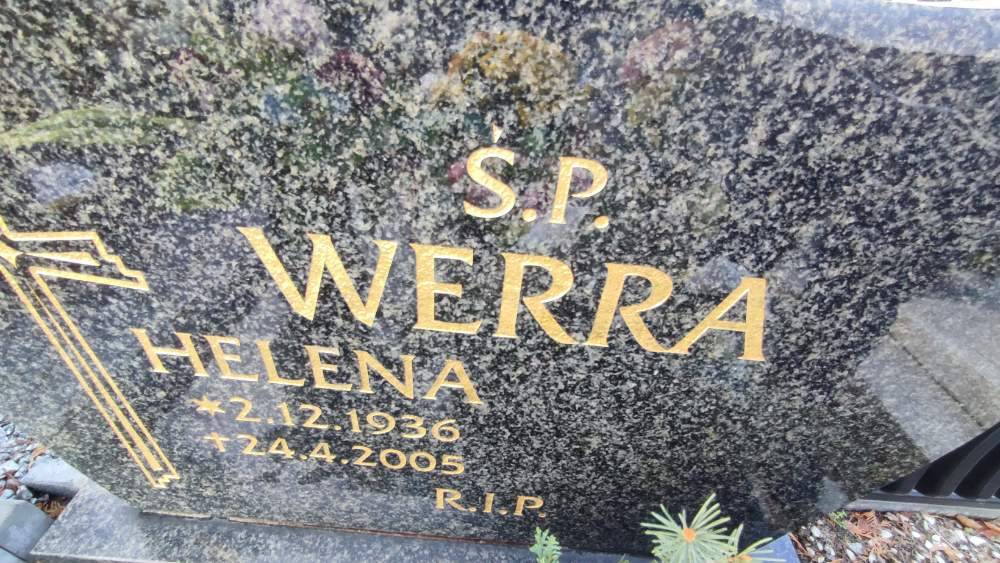 Ś.P.
WERRA
HELENA
*2.12.1936
†24.4.2005
R.I.P.